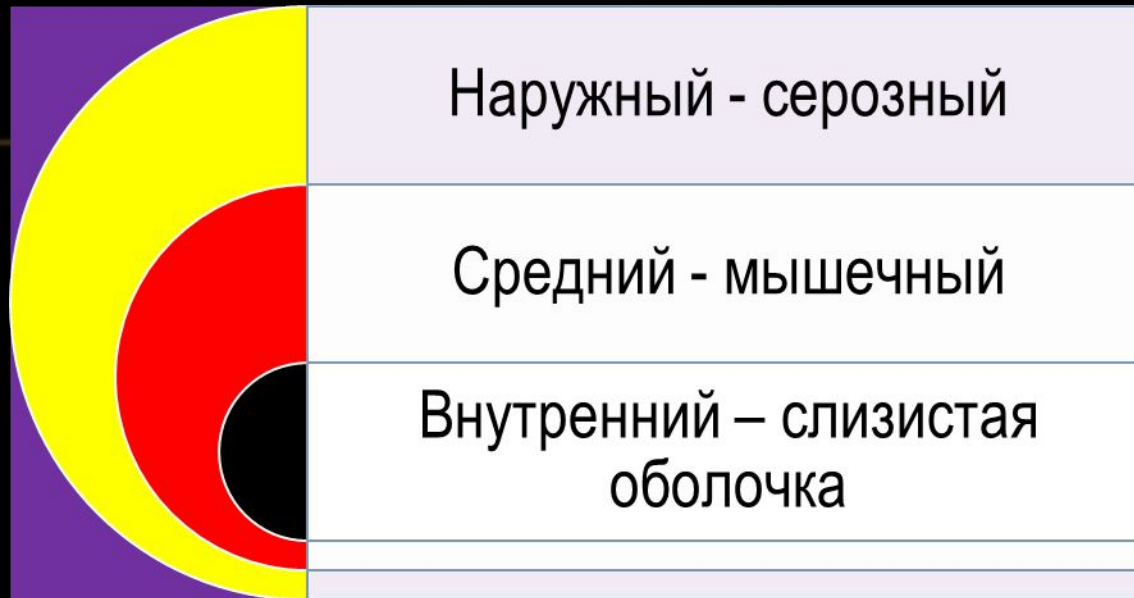 Наружный - серозный
Средний - мышечный
Внутренний – слизистая
оболочка